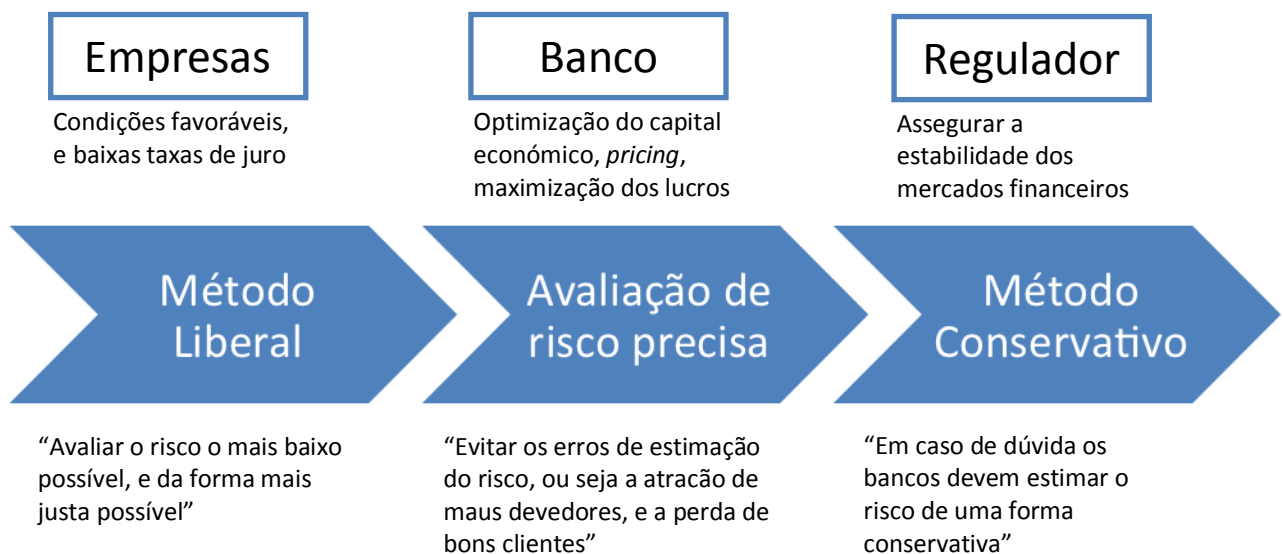 Empresas
Condições favoráveis,
e baixas taxas de juro
Método
Liberal
“Avaliar o risco o mais baixo
possível, e da forma mais
justa possível”
Banco
Optimização do capital
económico, pricing,
maximização dos lucros
Avaliação de
risco precisa
“Evitar os erros de estimação
do risco, ou seja a atracão de
maus devedores, e a perda de
bons clientes”
Regulador
Assegurar a
estabilidade dos
mercados financeiros
Método
Conservativo
“Em caso de dúvida os
bancos devem estimar o
risco de uma forma
conservativa”